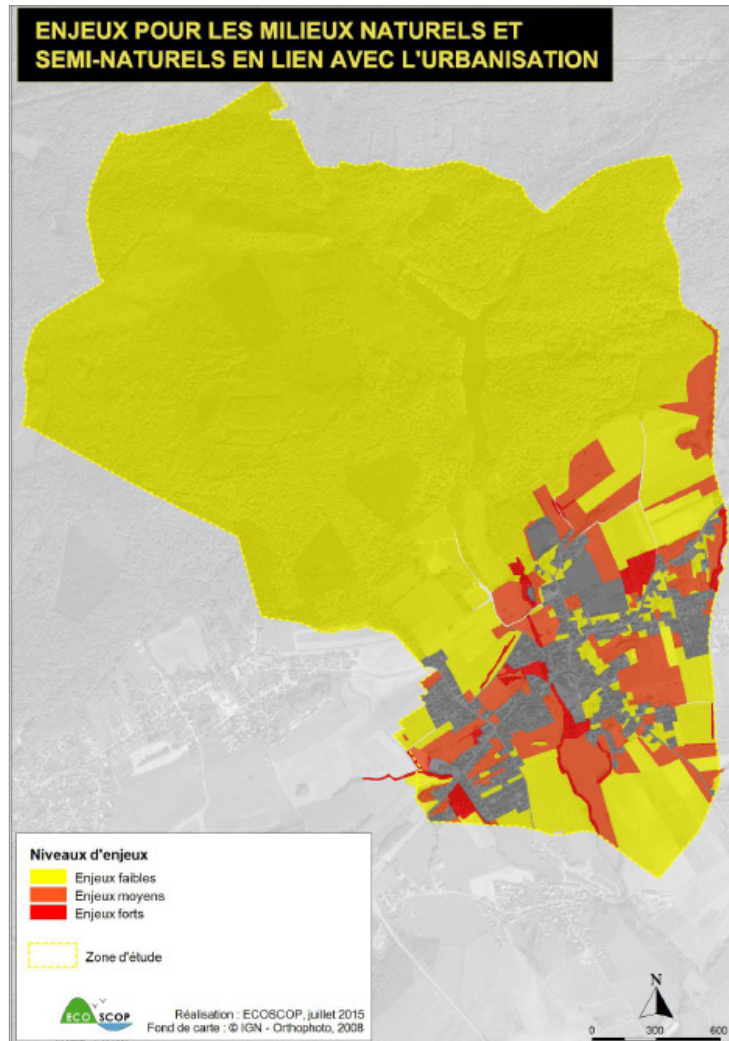 ENJEUX POUR LES MILIEUX NATURELS ET
SEMI-NATURELS EN LIEN AVEC L'URBANISATION
Niveaux d'enjeux
Enjeux faibles
Enjeux moyens
Enjeux forts
Zone d'étude
ECO SCOP
Réalisation : ECOSCOP, juillet 2015
Fond de carte : © IGN - Orthophoto, 2008
N
0 300 600